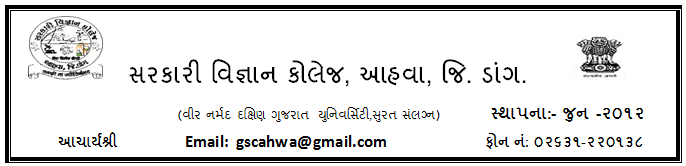 સરકારી વિજ્ઞાન કોલેજ, આહવા, જિ. ડાંગ.
(વીર નર્મદ દક્ષિણ ગુજરાત યુનિવર્સિટી,સુરત સંલગ્ન) સ્થાપના:- જુન -૨૦૧૨
આચાર્યશ્રી Email: gscahwa@gmail.com ફોન નં: ૦૨૬૩૧-૨૨૦૧૩૮